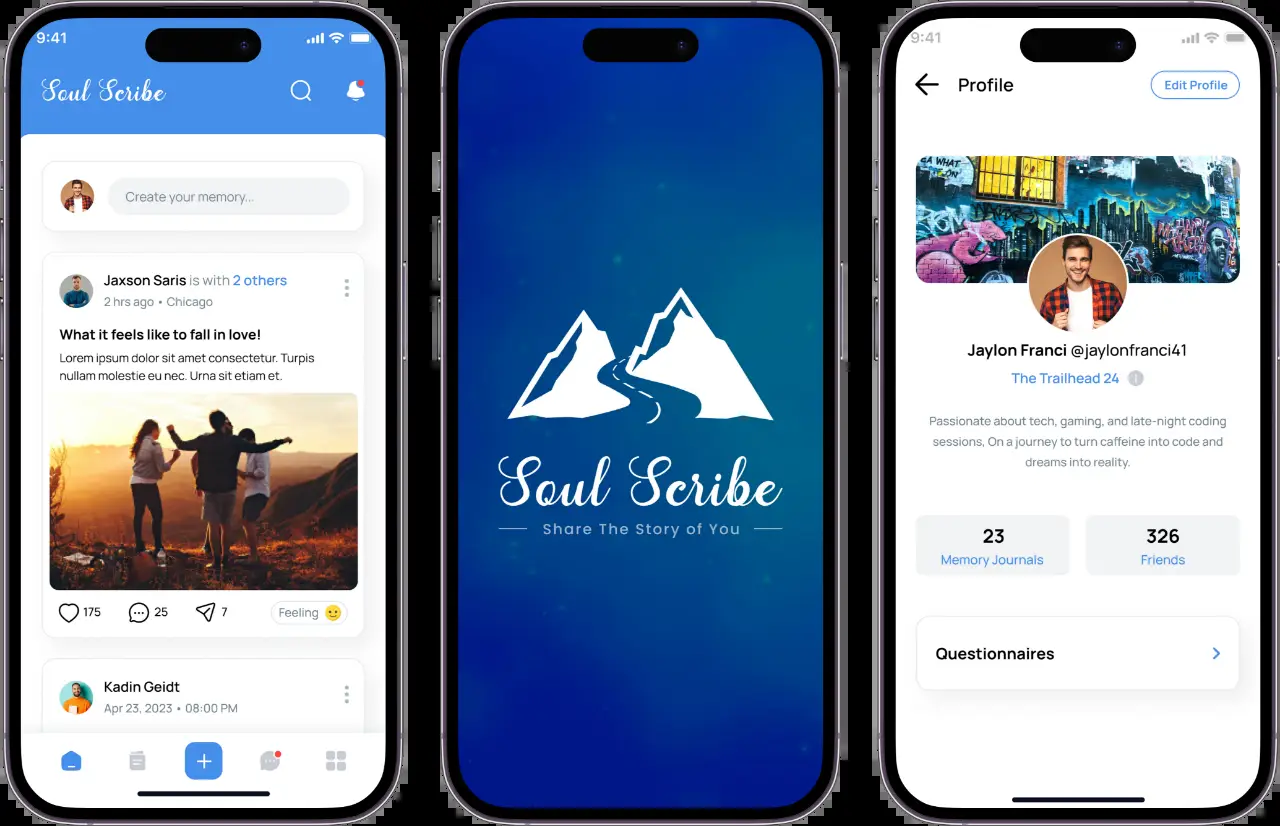 9:41
Soul Scribe
Create your memory...
Jaxson Saris is with 2 others
2 hrs ago • Chicago
What it feels like to fall in love!
Lorem ipsum dolor sit amet consectetur. Turpis
nullam molestie eu nec. Urna sit etiam et.
175
25
7
Feeling
Kadin Geidt
Apr 23, 2023 • 08:00 PM
Soul Scribe
Share The Story of You
9:41
Profile
Edit Profile
Jaylon Franci @jaylonfranci41
The Trailhead 24
Passionate about tech, gaming, and late-night coding
sessions, On a journey to turn caffeine into code and
dreams into reality.
23
Memory Journals
326
Friends
Questionnaires